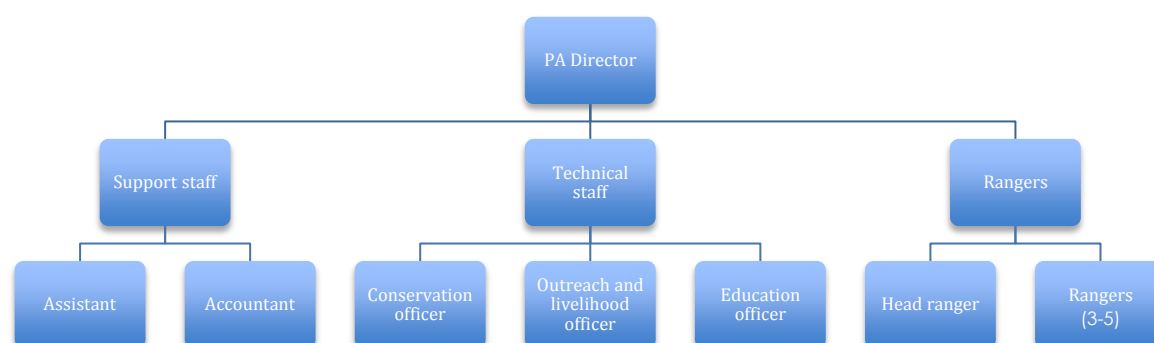 PA Director
Support staff
Technical
staff
Rangers
Assistant
Accountant
Conservation
officer
Outreach and
livelihood
officer
Education
officer
Head ranger
Rangers
(3-5)